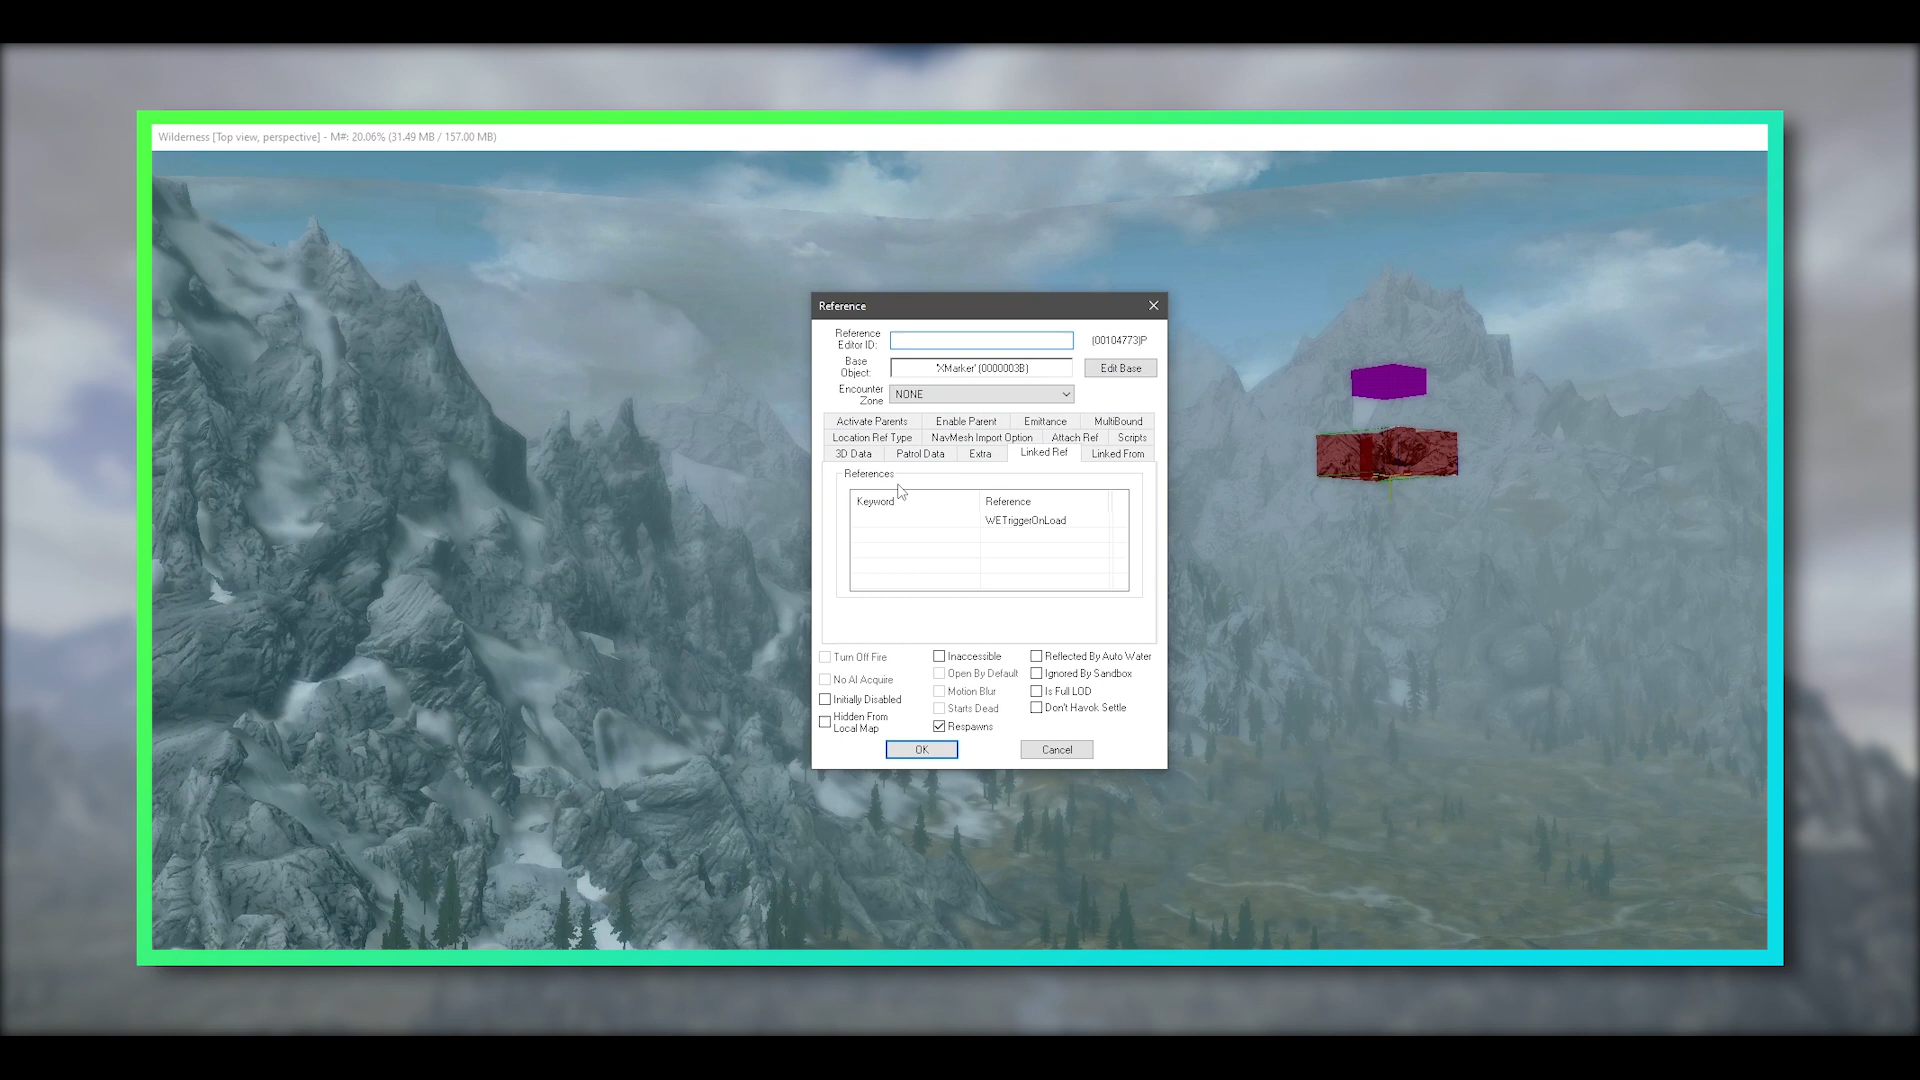 Wilderness [Top view, perspective] - M#: 20.06% (31.49 MB / 157.00 MB)
Reference
Reference Editor ID:
(00104773)P
Base Object:
'XMarker' (0000003B)
Edit Base
Encounter Zone
NONE
Activate Parents
Enable Parent
Emittance
MultiBound
Location Ref Type
NavMesh Import Option
Attach Ref
Scripts
3D Data
Patrol Data
Extra
Linked Ref
Linked From
References
Keyword
Reference
WETriggerOnLoad
Turn Off Fire
Inaccessible
Reflected By Auto Water
No AI Acquire
Open By Default
Ignored By Sandbox
Initially Disabled
Motion Blur
Is Full LOD
Hidden From Local Map
Starts Dead
Don't Havok Settle
Respawns
OK
Cancel